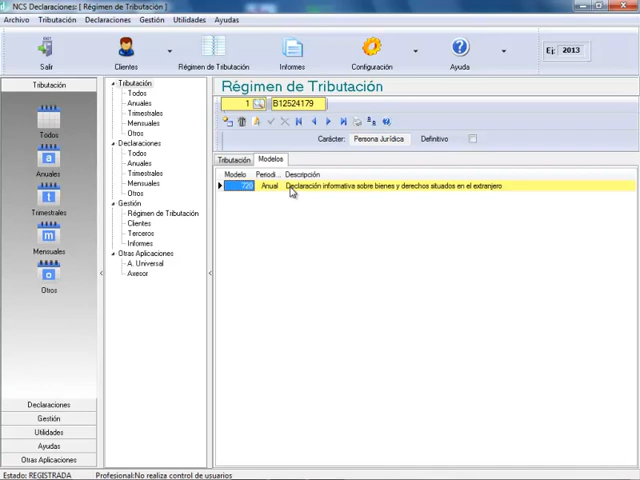 NCS Declaraciones: [ Régimen de Tributación ]
Archivo Tributación Declaraciones Gestión Utilidades Ayudas
Salir Clientes Régimen de Tributación Informes Configuración Ayuda 2013
Tributación
Todos
Anuales
Trimestrales
Mensuales
Otros
Declaraciones
Gestión
Utilidades
Ayudas
Otras Aplicaciones
Tributación
Todos
Anuales
Trimestrales
Mensuales
Otros
Declaraciones
Todos
Anuales
Trimestrales
Mensuales
Otros
Gestión
Régimen de Tributación
Clientes
Terceros
Informes
Otras Aplicaciones
A. Universal
Axesor
Régimen de Tributación
1 B12524179
Carácter: Persona Jurídica Definitivo
Tributación Modelos
Modelo Periodi... Descripción
720 Anual Declaración informativa sobre bienes y derechos situados en el extranjero
Estado: REGISTRADA Profesional:No realiza control de usuarios